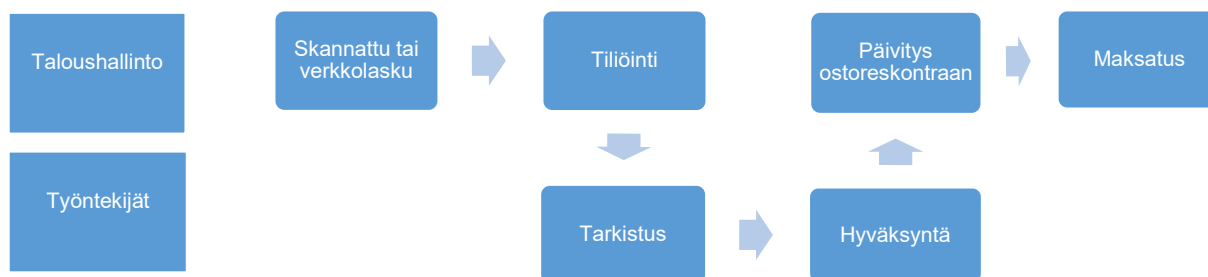 Taloushallinto
Skannattu tai
verkkolasku
Tiliöinti
Päivitys
ostoreskontraan
Maksatus
Työntekijät
Tarkistus
Hyväksyntä